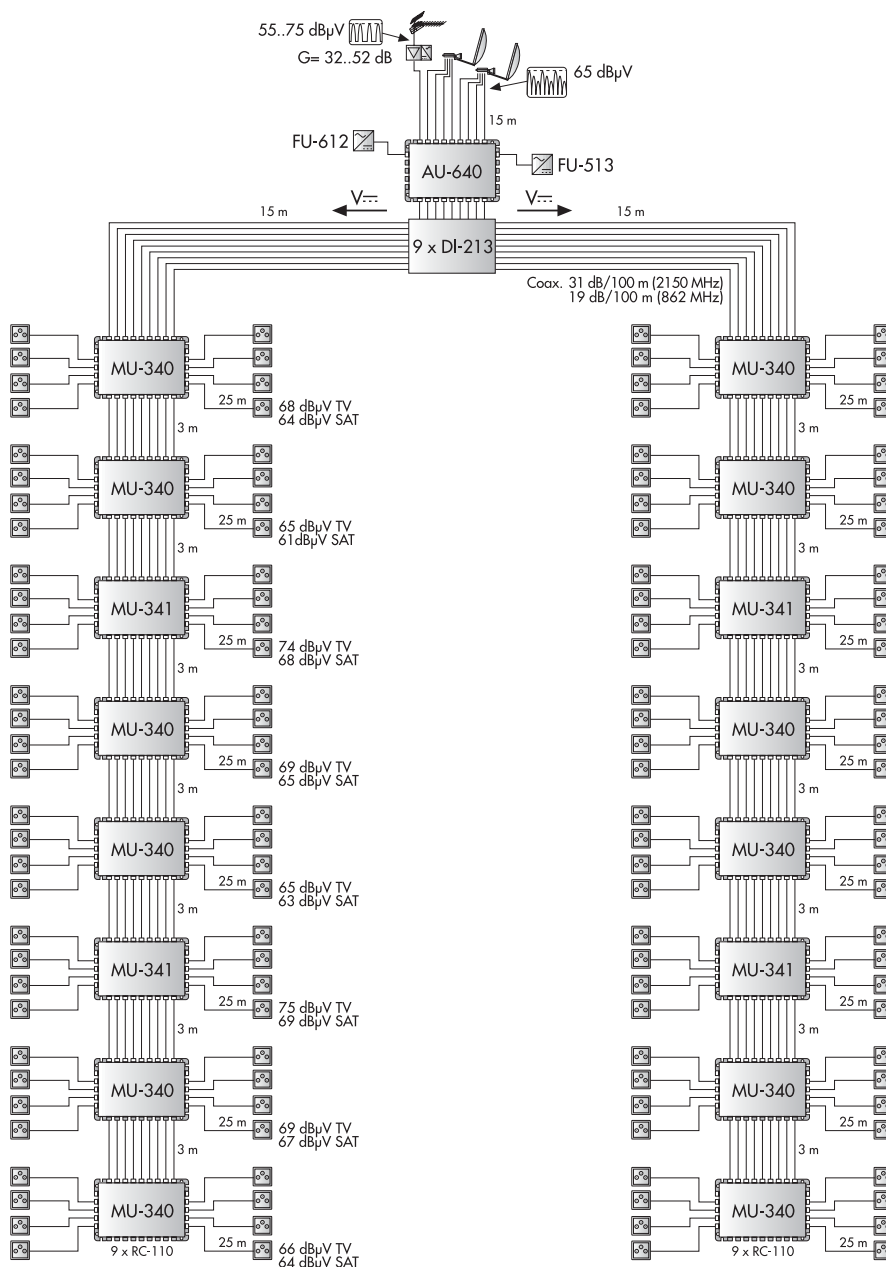 55..75 dBµV
G= 32..52 dB
65 dBµV
15 m
FU-612
AU-640
FU-513
V
V
15 m
15 m
9 x DI-213
Coax. 31 dB/100 m (2150 MHz)
19 dB/100 m (862 MHz)
MU-340
MU-340
25 m
68 dBµV TV
64 dBµV SAT
25 m
3 m
3 m
MU-340
MU-340
25 m
65 dBµV TV
61dBµV SAT
25 m
3 m
3 m
MU-341
MU-341
25 m
74 dBµV TV
68 dBµV SAT
25 m
3 m
3 m
MU-340
MU-340
25 m
69 dBµV TV
65 dBµV SAT
25 m
3 m
3 m
MU-340
MU-340
25 m
65 dBµV TV
63 dBµV SAT
25 m
3 m
3 m
MU-341
MU-341
25 m
75 dBµV TV
69 dBµV SAT
25 m
3 m
3 m
MU-340
MU-340
25 m
69 dBµV TV
67 dBµV SAT
25 m
3 m
3 m
MU-340
MU-340
25 m
66 dBµV TV
64 dBµV SAT
25 m
9 x RC-110
9 x RC-110